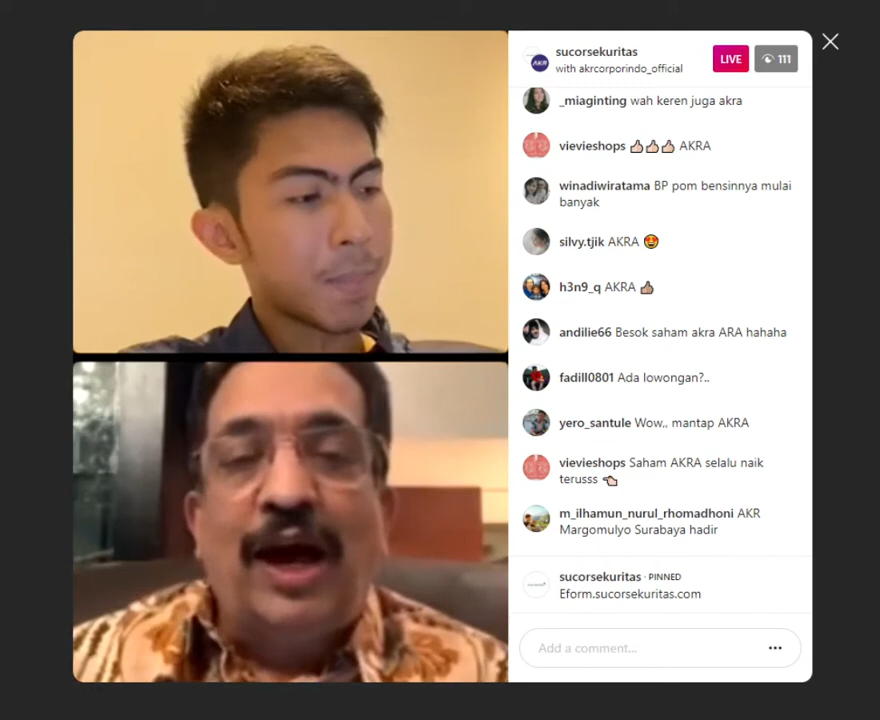 sucorsekuritas
with akrcorporindo_official
LIVE
111
AKR
_miaginting wah keren juga akra
vievieshops 👍🏻👍🏻👍🏻 AKRA
winadiwiratama BP pom bensinnya mulai
banyak
silvy.tjik AKRA 🤩
h3n9_q AKRA 👍🏽
andilie66 Besok saham akra ARA hahaha
fadill0801 Ada lowongan?..
yero_santule Wow,, mantap AKRA
vievieshops Saham AKRA selalu naik
terusss 👈🏻
m_ilhamun_nurul_rhomadhoni AKR
Margomulyo Surabaya hadir
sucorsekuritas · PINNED
Eform.sucorsekuritas.com
Add a comment...